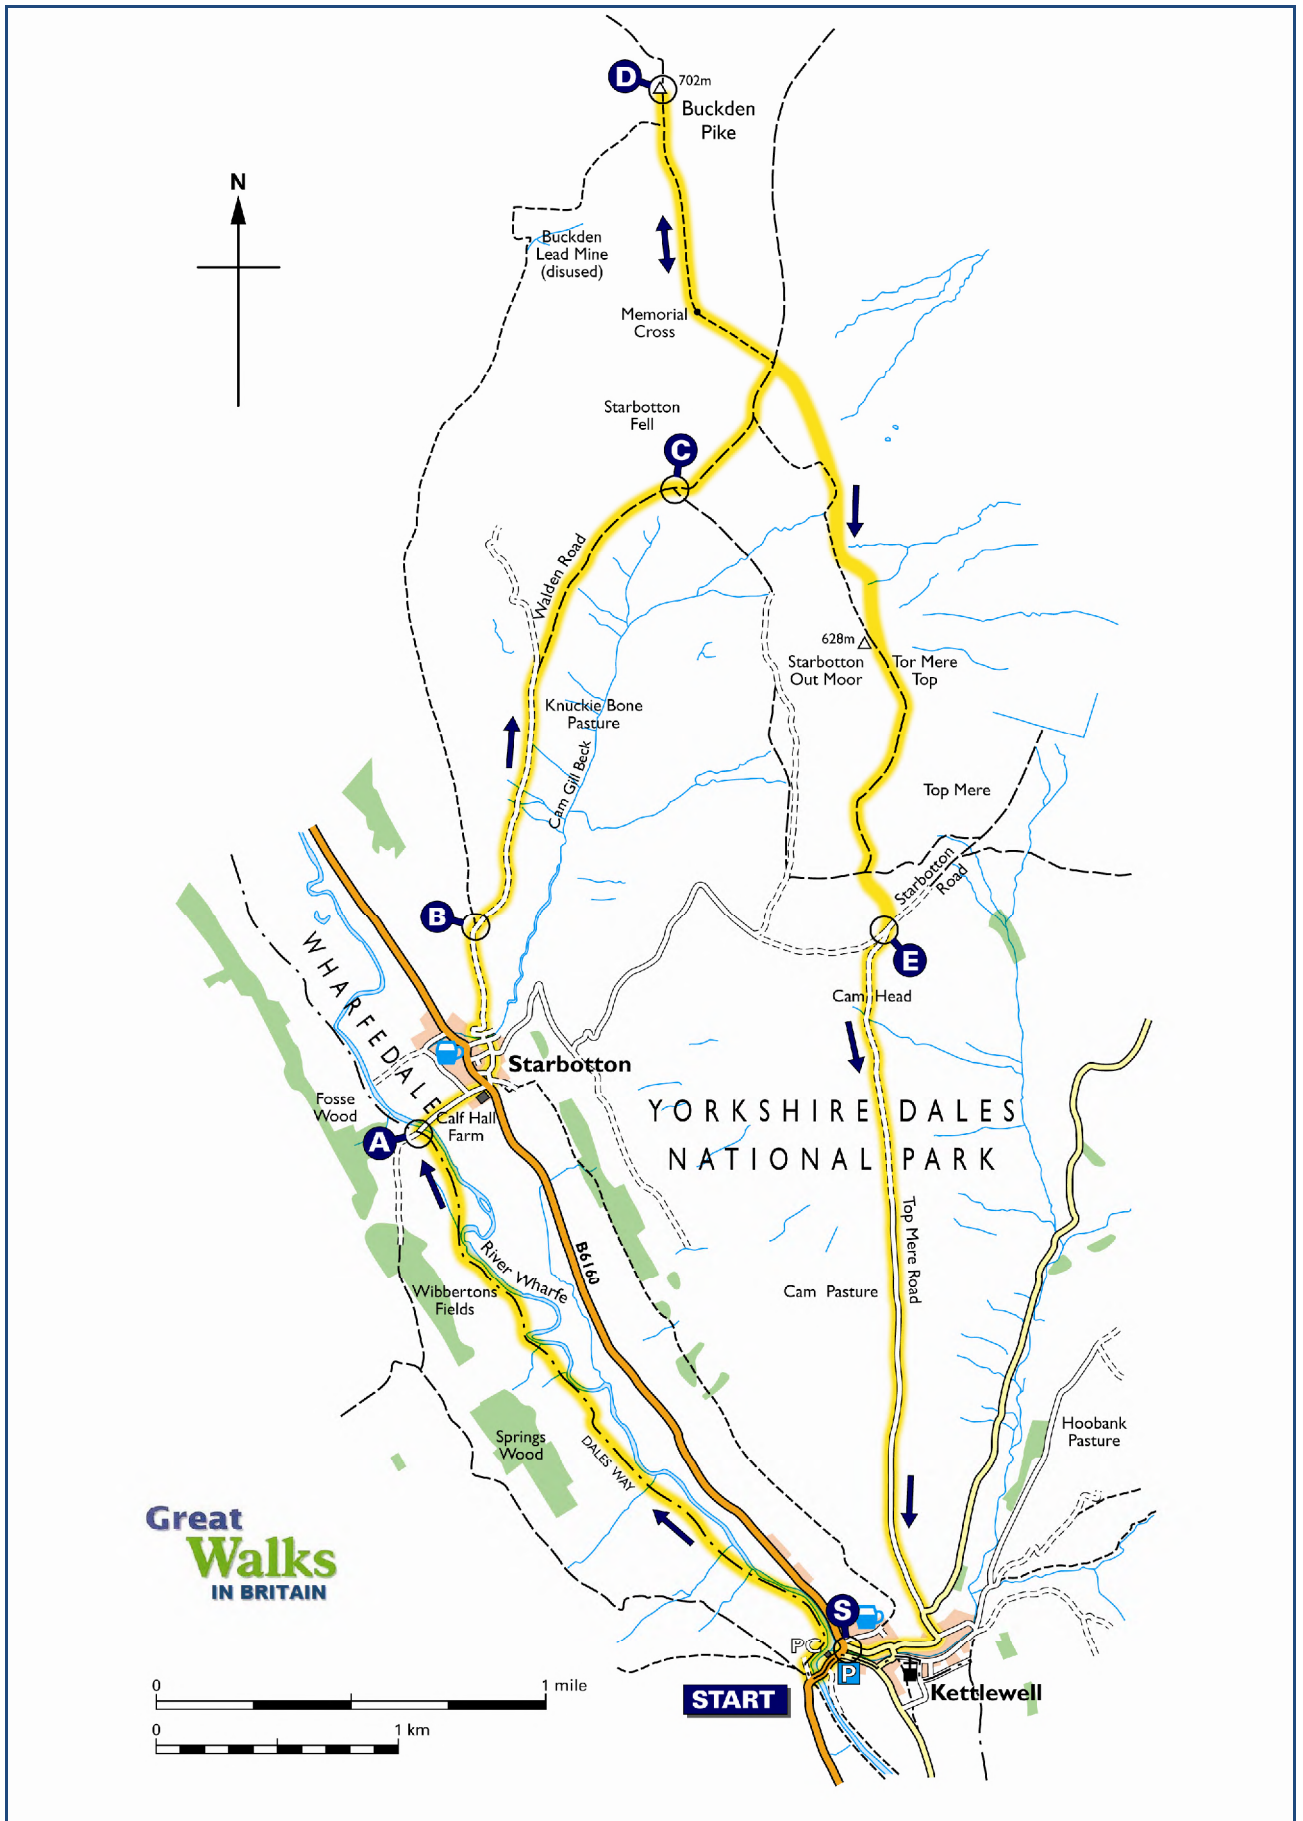 D
702m
Buckden
Pike
N
Buckden
Lead Mine
(disused)
Memorial
Cross
Starbotton
Fell
C
Walden Road
628m
Starbotton
Out Moor
Tor Mere
Top
Knuckie Bone
Pasture
Cam Gill Beck
Top Mere
Starbotton
Road
B
E
WHARFEDALE
Cam Head
Starbotton
Fosse
Wood
Calf Hall
Farm
A
YORKSHIRE DALES
NATIONAL PARK
Top Mere Road
River Wharfe
B6160
Wibbertons
Fields
Cam Pasture
Springs
Wood
DALES WAY
Hoobank
Pasture
Great
Walks
IN BRITAIN
S
PC
P
START
Kettlewell
0
1 mile
0
1 km